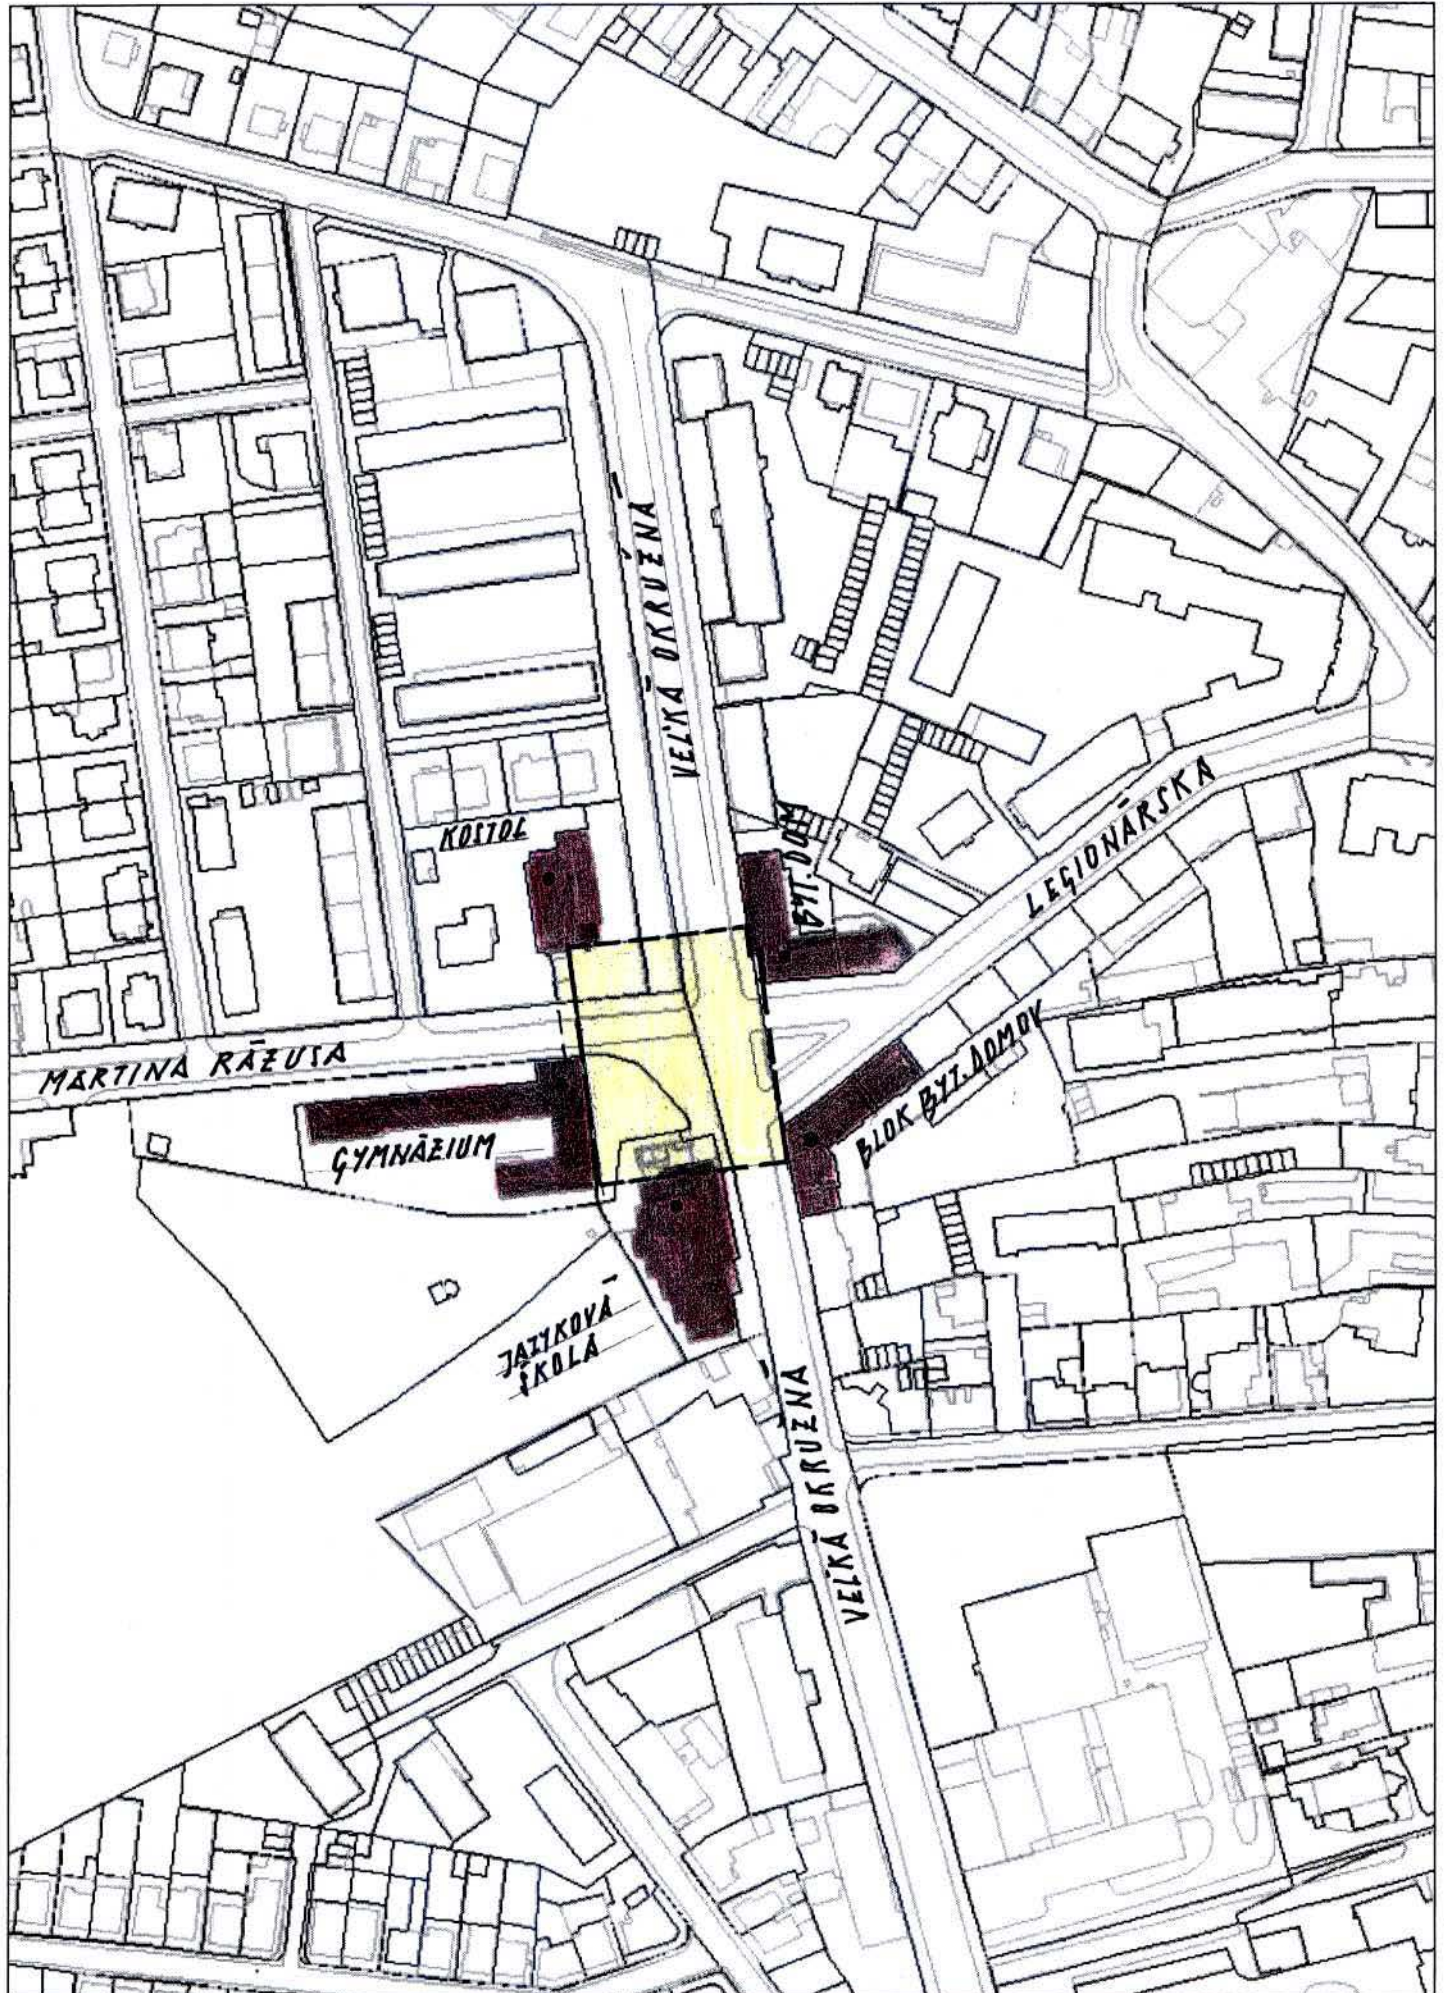 VEĽKÁ OKRUŽNÁ
KOSTOL
BYT. DOM
LEGIONÁRSKA
MARTINA RÁZUSA
BLOK BYT. DOMOV
GYMNÁZIUM
JAZYKOVÁ
ŠKOLA
VEĽKÁ OKRUŽNÁ